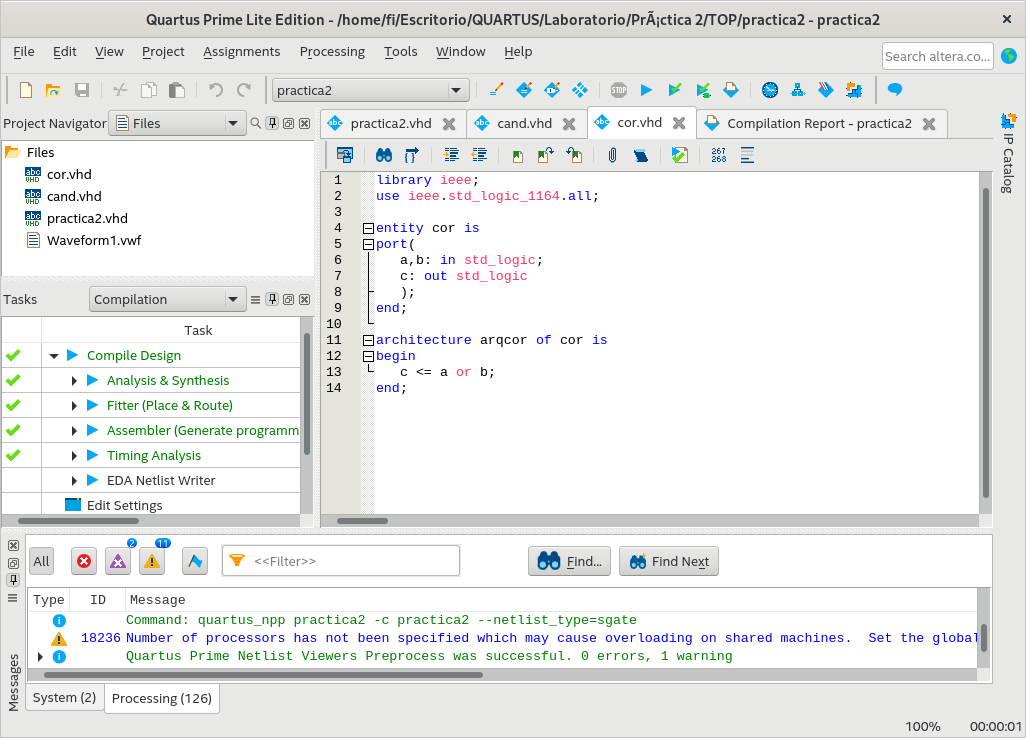 Quartus Prime Lite Edition - /home/fi/Escritorio/QUARTUS/Laboratorio/PrÃ¡ctica 2/TOP/practica2 - practica2
File Edit View Project Assignments Processing Tools Window Help
Search altera.co...
practica2
STOP
Project Navigator Files
practica2.vhd cand.vhd cor.vhd Compilation Report - practica2
Files
cor.vhd
cand.vhd
practica2.vhd
Waveform1.vwf
267
268
IP Catalog
1 library ieee;
2 use ieee.std_logic_1164.all;
3
4 entity cor is
5 port(
6 a,b: in std_logic;
7 c: out std_logic
8 );
9 end;
10
11 architecture arqcor of cor is
12 begin
13 c <= a or b;
14 end;
Tasks Compilation
Task
Compile Design
Analysis & Synthesis
Fitter (Place & Route)
Assembler (Generate programm
Timing Analysis
EDA Netlist Writer
Edit Settings
All 2 11 <<Filter>> Find... Find Next
Type ID Message
Command: quartus_npp practica2 -c practica2 --netlist_type=sgate
18236 Number of processors has not been specified which may cause overloading on shared machines.  Set the global
Quartus Prime Netlist Viewers Preprocess was successful. 0 errors, 1 warning
Messages
System (2) Processing (126)
100% 00:00:01